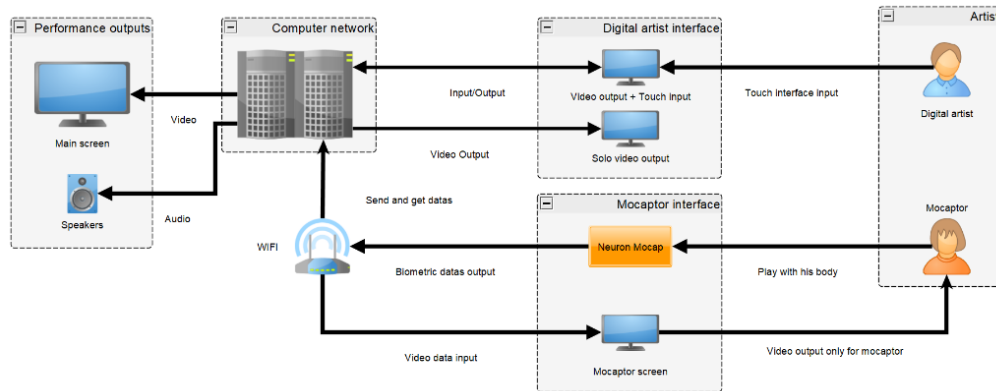 Performance outputs
Computer network
Digital artist interface
Artist
Video
Main screen
Audio
Speakers
Input/Output
Video output + Touch input
Touch interface input
Digital artist
Video Output
Solo video output
Send and get datas
WIFI
Mocaptor interface
Mocaptor
Neuron Mocap
Biometric datas output
Play with his body
Video data input
Mocaptor screen
Video output only for mocaptor